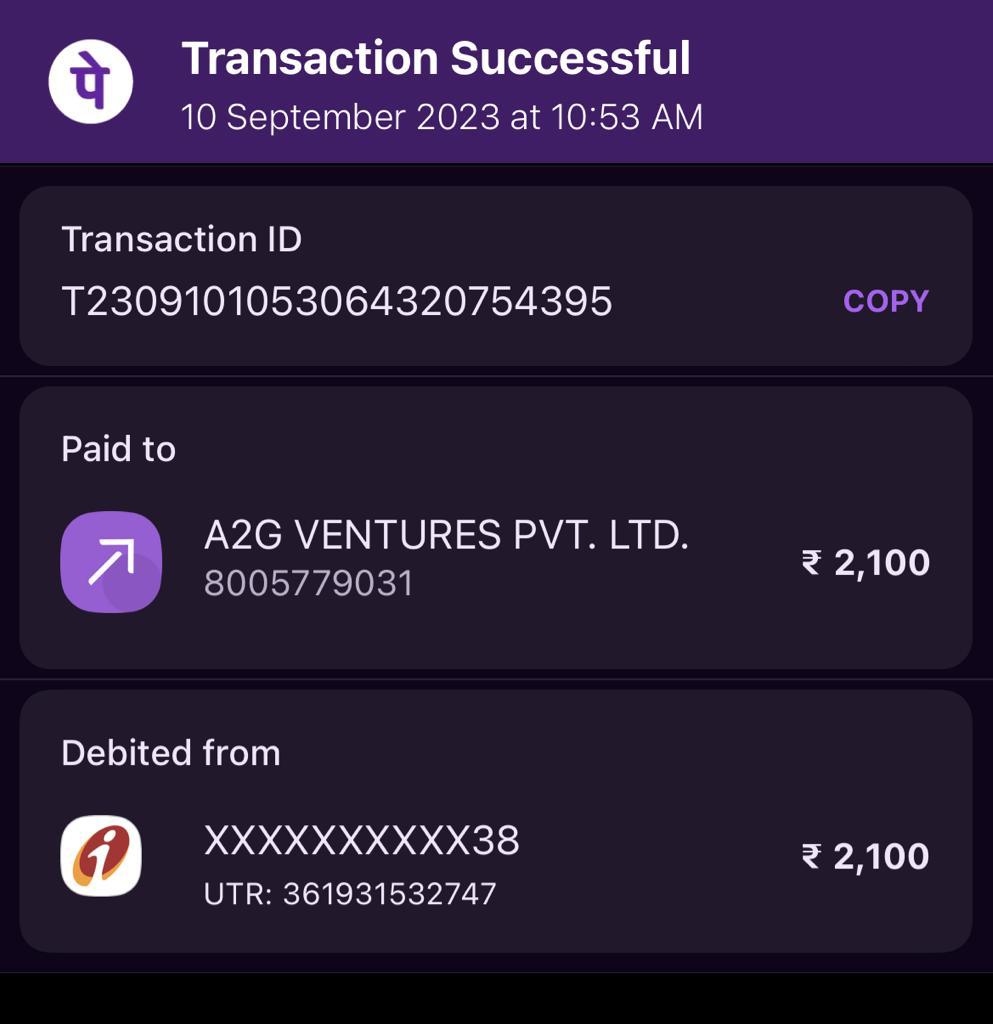 पे
Transaction Successful
10 September 2023 at 10:53 AM
Transaction ID
T2309101053064320754395
COPY
Paid to
A2G VENTURES PVT. LTD.
8005779031
₹ 2,100
Debited from
XXXXXXXXXX38
UTR: 361931532747
₹ 2,100